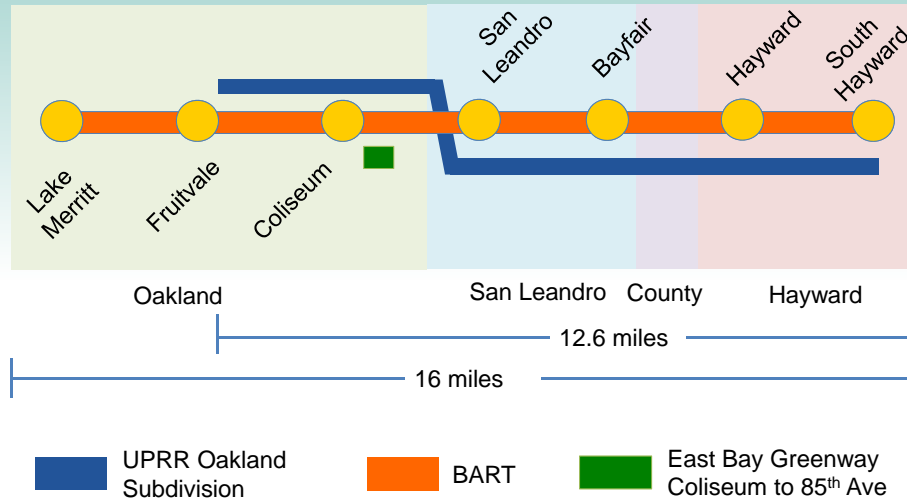 San
Leandro
Bayfair
Hayward
South
Hayward
Lake
Merritt
Fruitvale
Coliseum
Oakland
San Leandro
County
Hayward
12.6 miles
16 miles
UPRR Oakland
Subdivision
BART
East Bay Greenway
Coliseum to 85th Ave